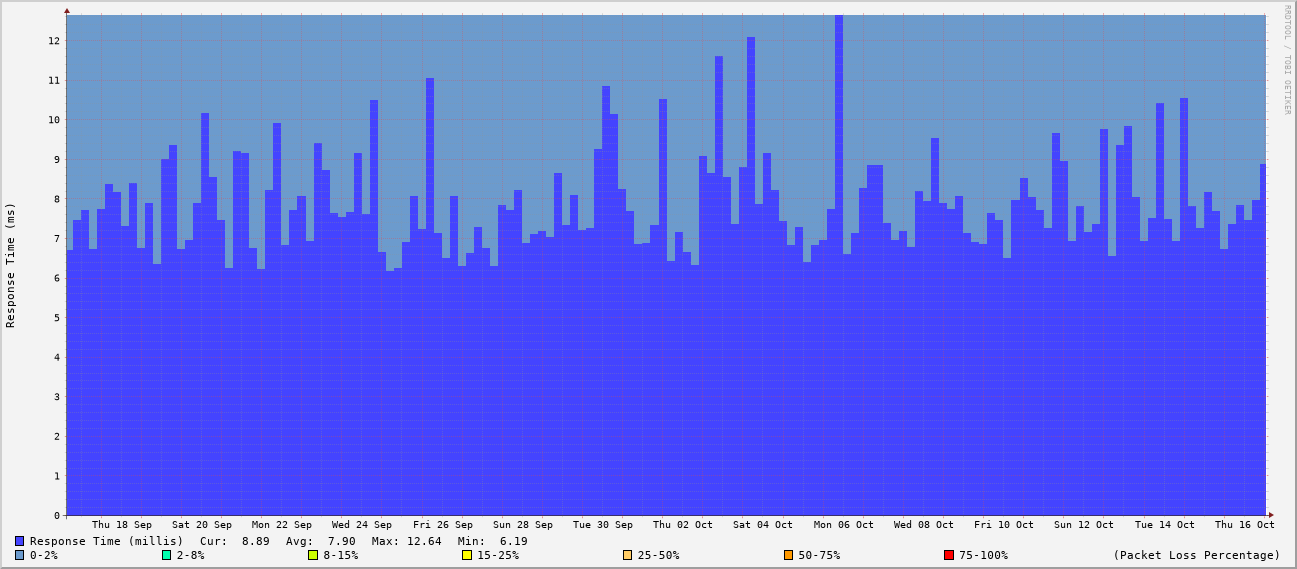 RRDTOOL / TOBI OETIKER
Response Time (ms)
12
11
10
9
8
7
6
5
4
3
2
1
0
Thu 18 Sep Sat 20 Sep Mon 22 Sep Wed 24 Sep Fri 26 Sep Sun 28 Sep Tue 30 Sep Thu 02 Oct Sat 04 Oct Mon 06 Oct Wed 08 Oct Fri 10 Oct Sun 12 Oct Tue 14 Oct Thu 16 Oct
Response Time (millis) Cur: 8.89 Avg: 7.90 Max: 12.64 Min: 6.19
0-2% 2-8% 8-15% 15-25% 25-50% 50-75% 75-100% (Packet Loss Percentage)